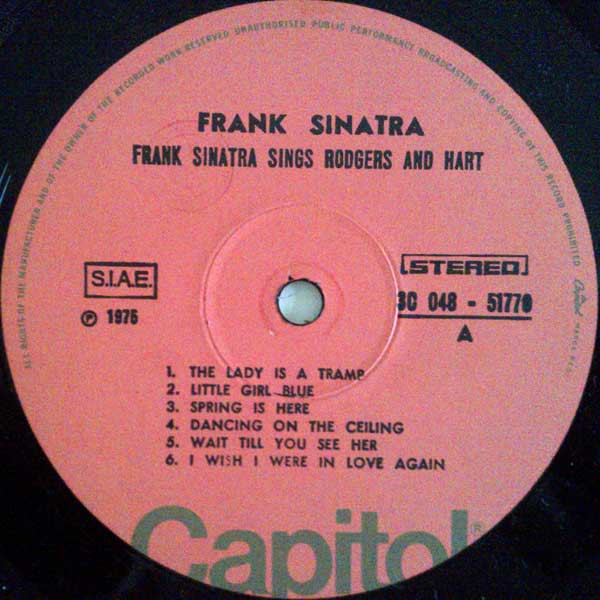 ALL RIGHTS OF THE MANUFACTURER AND OF THE OWNER OF THE RECORDED WORK RESERVED UNAUTHORISED PUBLIC PERFORMANCE BROADCASTING AND COPYING OF THIS RECORD PROHIBITED
FRANK SINATRA
FRANK SINATRA SINGS RODGERS AND HART
S.I.A.E.
STEREO
℗ 1975
3C 048 - 51770
A
1. THE LADY IS A TRAMP
2. LITTLE GIRL BLUE
3. SPRING IS HERE
4. DANCING ON THE CEILING
5. WAIT TILL YOU SEE HER
6. I WISH I WERE IN LOVE AGAIN
Capitol®
Capitol